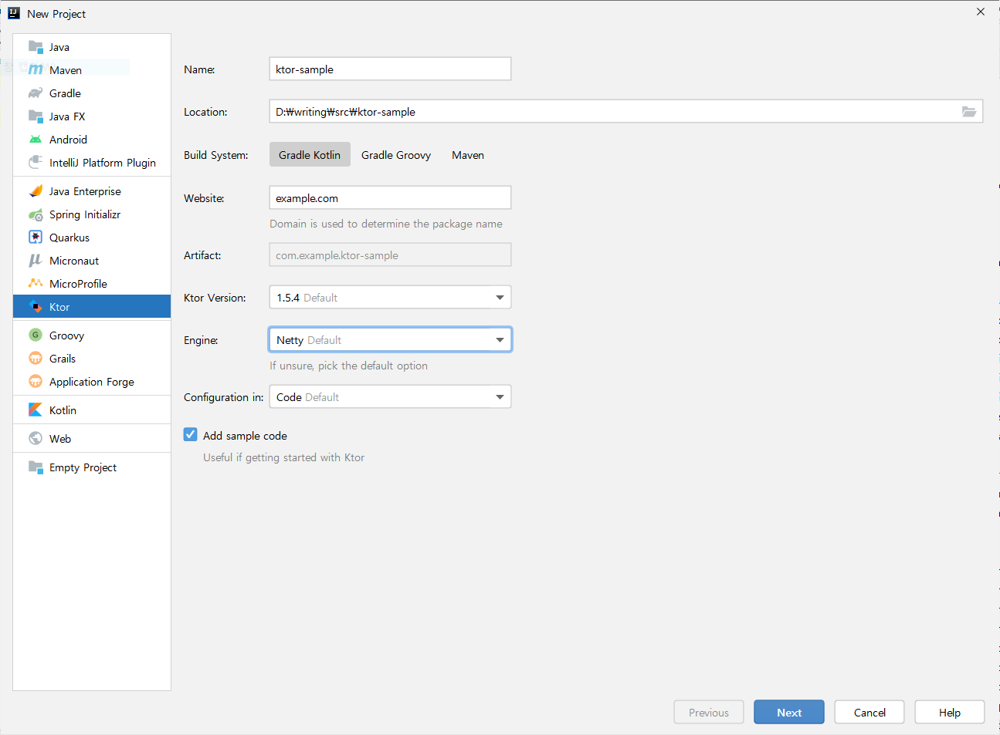 New Project
Java
Maven
Gradle
Java FX
Android
IntelliJ Platform Plugin
Java Enterprise
Spring Initializr
Quarkus
Micronaut
MicroProfile
Ktor
Groovy
Grails
Application Forge
Kotlin
Web
Empty Project
Name: ktor-sample
Location: D:₩writing₩src₩ktor-sample
Build System: Gradle Kotlin Gradle Groovy Maven
Website: example.com
Domain is used to determine the package name
Artifact: com.example.ktor-sample
Ktor Version: 1.5.4 Default
Engine: Netty Default
If unsure, pick the default option
Configuration in: Code Default
Add sample code
Useful if getting started with Ktor
Previous Next Cancel Help